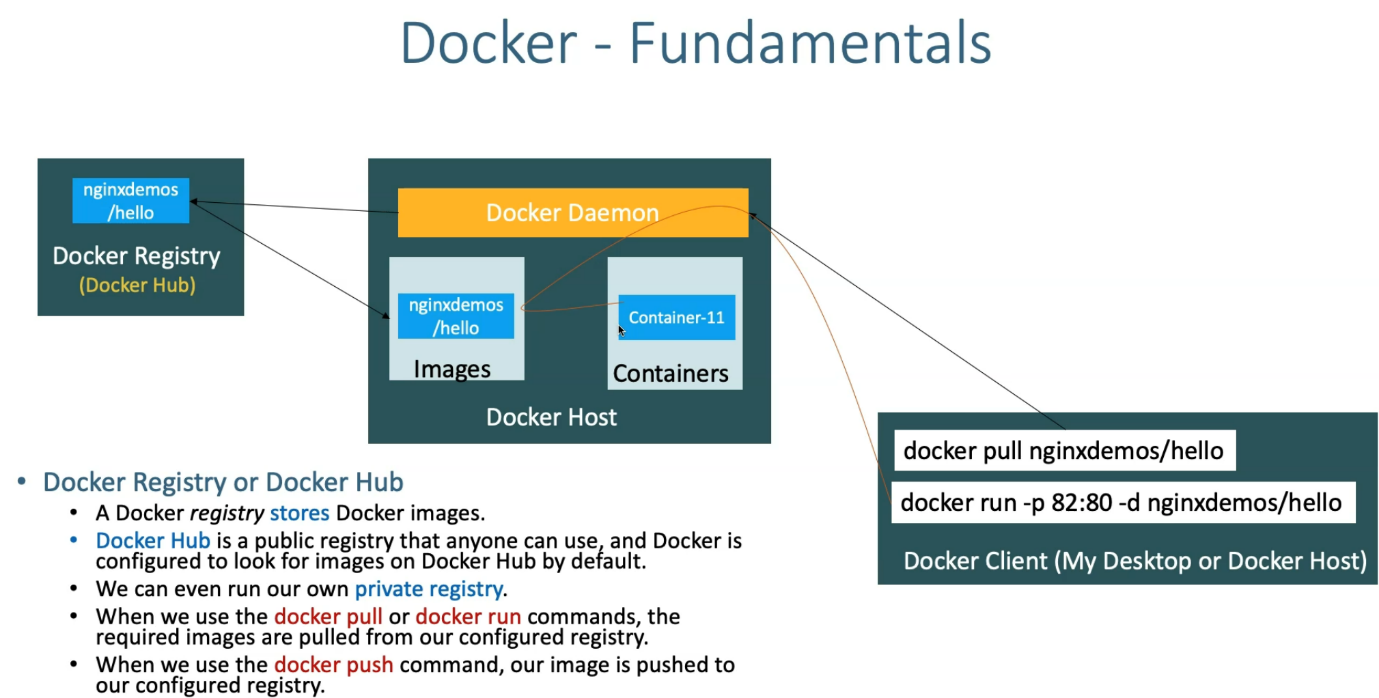 Docker - Fundamentals
nginxdemos
/hello
Docker Registry
(Docker Hub)
Docker Daemon
nginxdemos
/hello
Images
Container-11
Containers
Docker Host
docker pull nginxdemos/hello
docker run -p 82:80 -d nginxdemos/hello
Docker Client (My Desktop or Docker Host)
• Docker Registry or Docker Hub
• A Docker registry stores Docker images.
• Docker Hub is a public registry that anyone can use, and Docker is
configured to look for images on Docker Hub by default.
• We can even run our own private registry.
• When we use the docker pull or docker run commands, the
required images are pulled from our configured registry.
• When we use the docker push command, our image is pushed to
our configured registry.